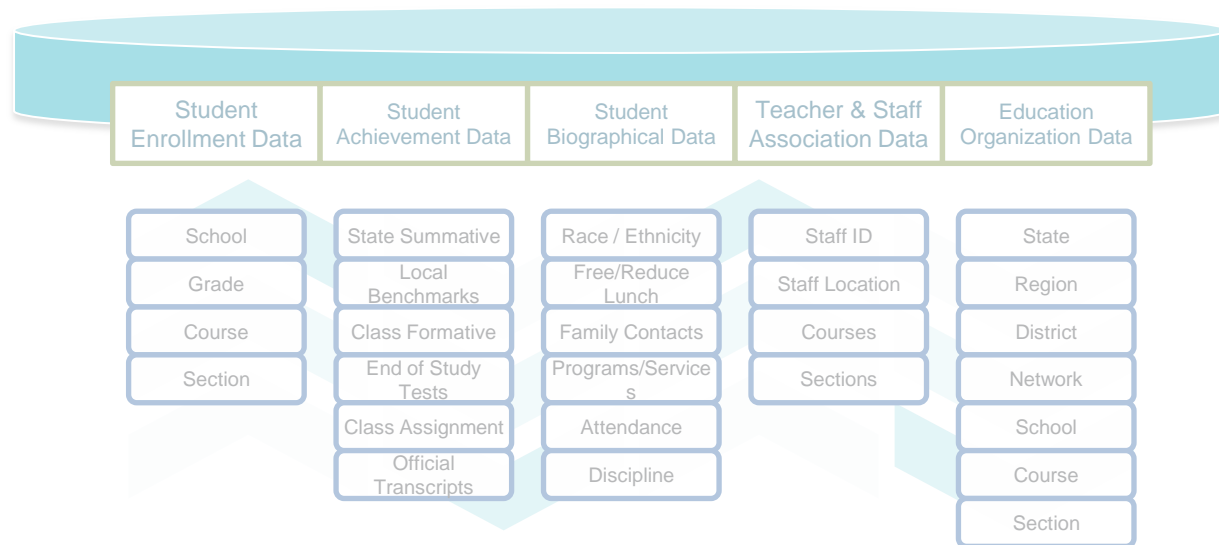 Student
Enrollment Data
Student
Achievement Data
Student
Biographical Data
Teacher & Staff
Association Data
Education
Organization Data
School
Grade
Course
Section
State Summative
Local
Benchmarks
Class Formative
End of Study
Tests
Class Assignment
Official
Transcripts
Race / Ethnicity
Free/Reduce
Lunch
Family Contacts
Programs/Service
s
Attendance
Discipline
Staff ID
Staff Location
Courses
Sections
State
Region
District
Network
School
Course
Section